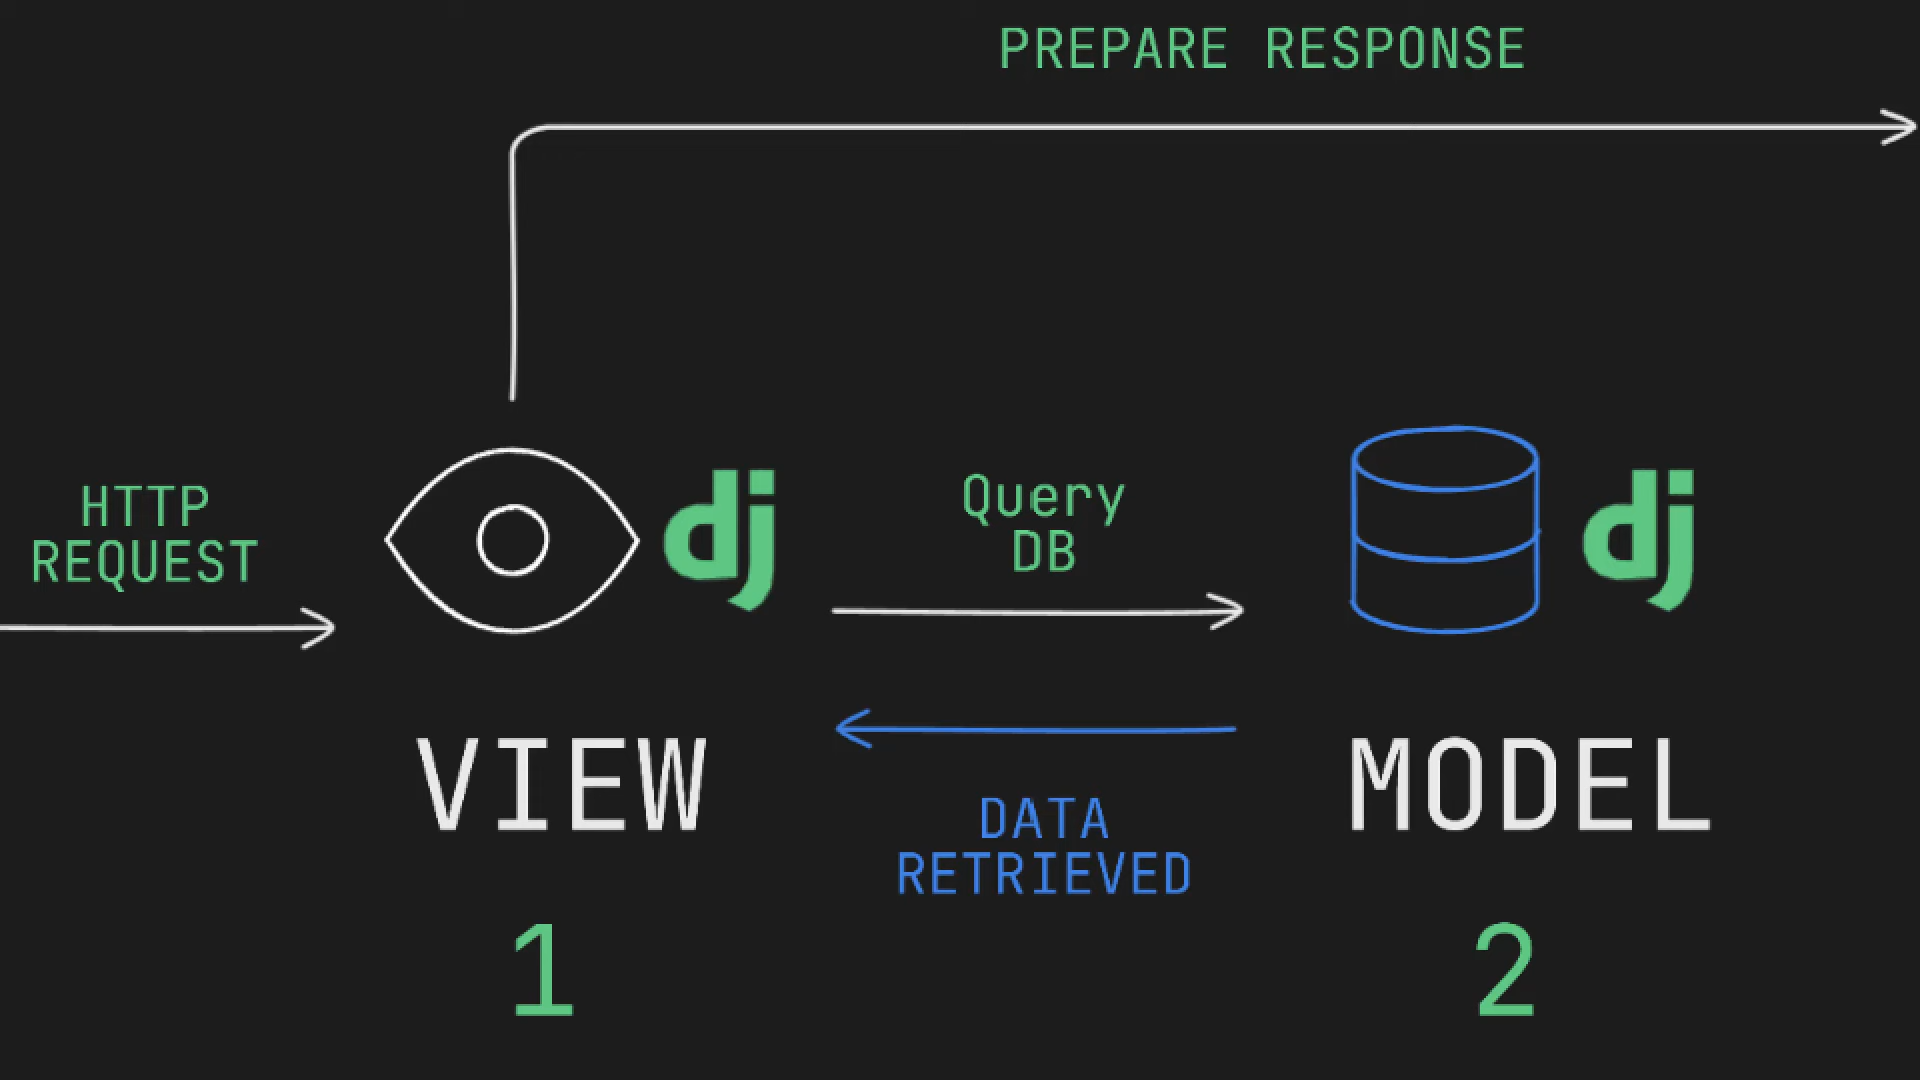 PREPARE RESPONSE
HTTP
REQUEST
dj
Query
DB
dj
VIEW
DATA
RETRIEVED
MODEL
1
2